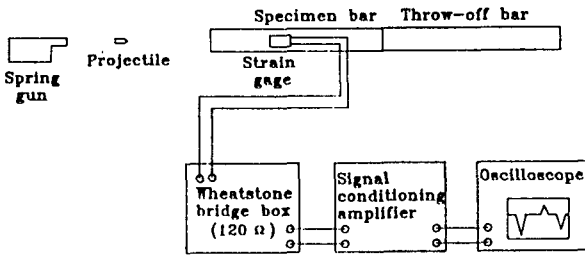 Specimen bar
Throw-off bar
Spring
gun
Projectile
Strain
gage
Wheatstone
bridge box
(120 Ω)
Signal
conditioning
amplifier
Oscilloscope